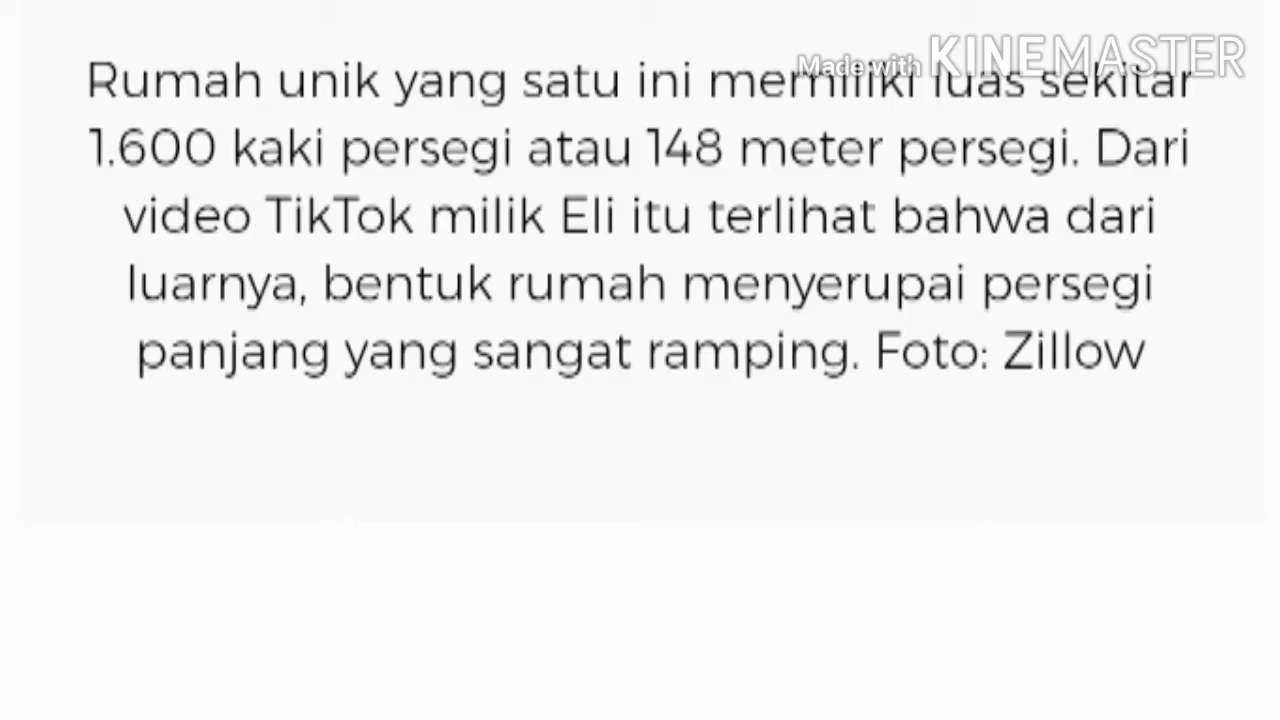 Made with KINEMASTER
Rumah unik yang satu ini memiliki luas sekitar
1.600 kaki persegi atau 148 meter persegi. Dari
video TikTok milik Eli itu terlihat bahwa dari
luarnya, bentuk rumah menyerupai persegi
panjang yang sangat ramping. Foto: Zillow